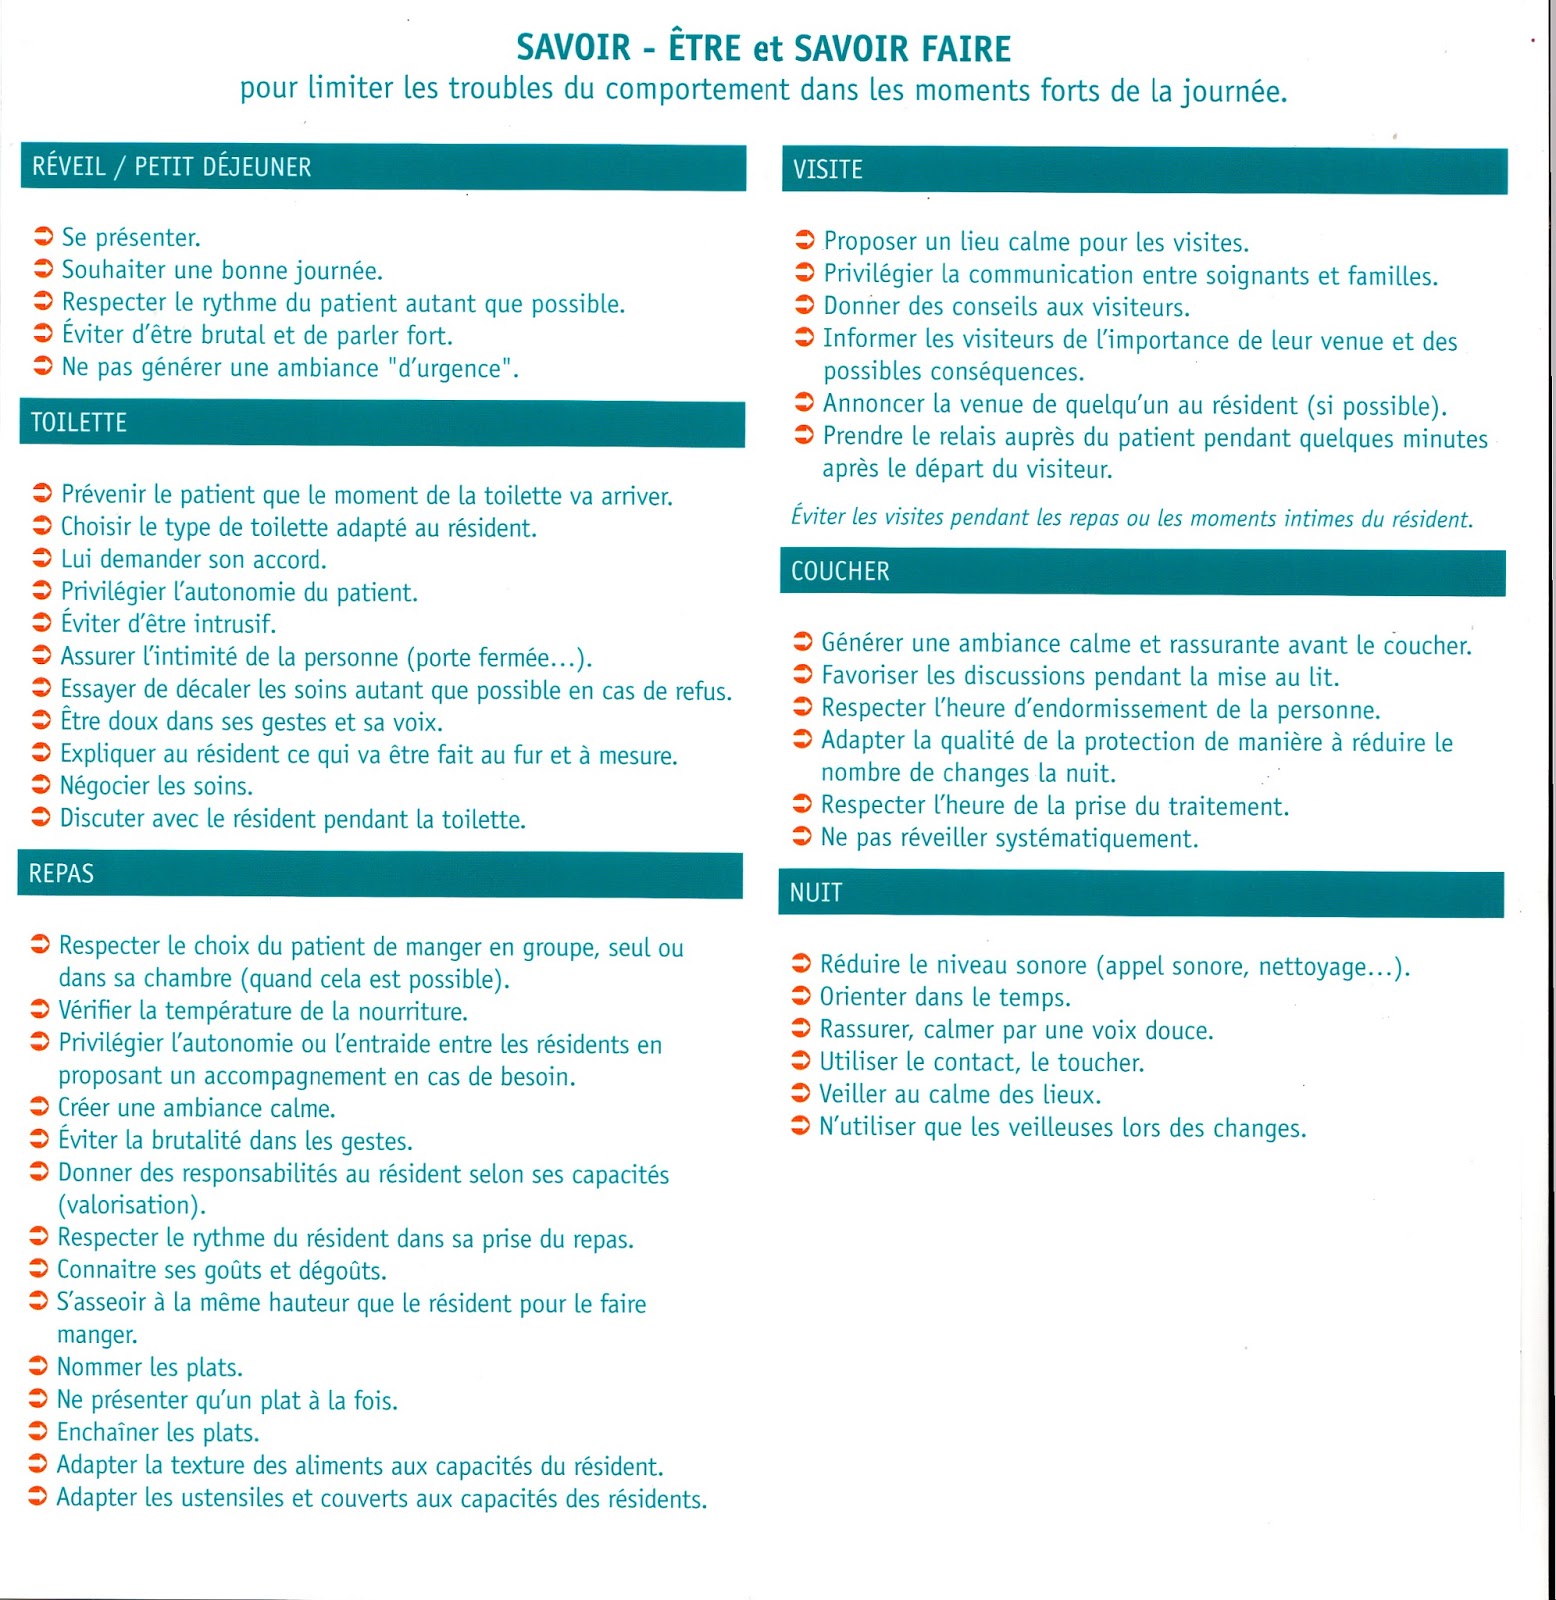 SAVOIR - ÊTRE et SAVOIR FAIRE
pour limiter les troubles du comportement dans les moments forts de la journée.
RÉVEIL / PETIT DÉJEUNER
Se présenter.
Souhaiter une bonne journée.
Respecter le rythme du patient autant que possible.
Éviter d'être brutal et de parler fort.
Ne pas générer une ambiance "d'urgence".
TOILETTE
Prévenir le patient que le moment de la toilette va arriver.
Choisir le type de toilette adapté au résident.
Lui demander son accord.
Privilégier l'autonomie du patient.
Éviter d'être intrusif.
Assurer l'intimité de la personne (porte fermée...).
Essayer de décaler les soins autant que possible en cas de refus.
Être doux dans ses gestes et sa voix.
Expliquer au résident ce qui va être fait au fur et à mesure.
Négocier les soins.
Discuter avec le résident pendant la toilette.
REPAS
Respecter le choix du patient de manger en groupe, seul ou
dans sa chambre (quand cela est possible).
Vérifier la température de la nourriture.
Privilégier l'autonomie ou l'entraide entre les résidents en
proposant un accompagnement en cas de besoin.
Créer une ambiance calme.
Éviter la brutalité dans les gestes.
Donner des responsabilités au résident selon ses capacités
(valorisation).
Respecter le rythme du résident dans sa prise du repas.
Connaitre ses goûts et dégoûts.
S'asseoir à la même hauteur que le résident pour le faire
manger.
Nommer les plats.
Ne présenter qu'un plat à la fois.
Enchaîner les plats.
Adapter la texture des aliments aux capacités du résident.
Adapter les ustensiles et couverts aux capacités des résidents.
VISITE
Proposer un lieu calme pour les visites.
Privilégier la communication entre soignants et familles.
Donner des conseils aux visiteurs.
Informer les visiteurs de l'importance de leur venue et des
possibles conséquences.
Annoncer la venue de quelqu'un au résident (si possible).
Prendre le relais auprès du patient pendant quelques minutes
après le départ du visiteur.
Éviter les visites pendant les repas ou les moments intimes du résident.
COUCHER
Générer une ambiance calme et rassurante avant le coucher.
Favoriser les discussions pendant la mise au lit.
Respecter l'heure d'endormissement de la personne.
Adapter la qualité de la protection de manière à réduire le
nombre de changes la nuit.
Respecter l'heure de la prise du traitement.
Ne pas réveiller systématiquement.
NUIT
Réduire le niveau sonore (appel sonore, nettoyage...).
Orienter dans le temps.
Rassurer, calmer par une voix douce.
Utiliser le contact, le toucher.
Veiller au calme des lieux.
N'utiliser que les veilleuses lors des changes.